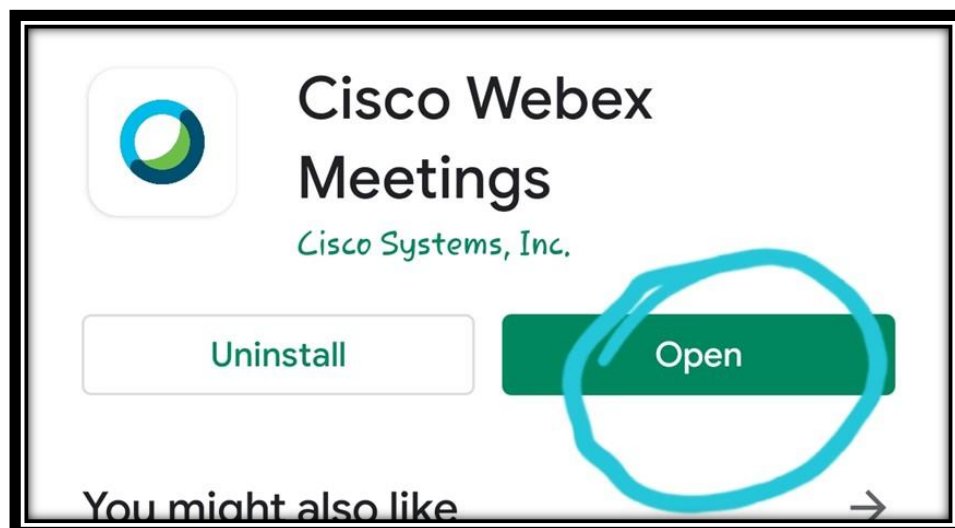 Cisco Webex
Meetings
Cisco Systems, Inc.
Uninstall
Open
You might also like